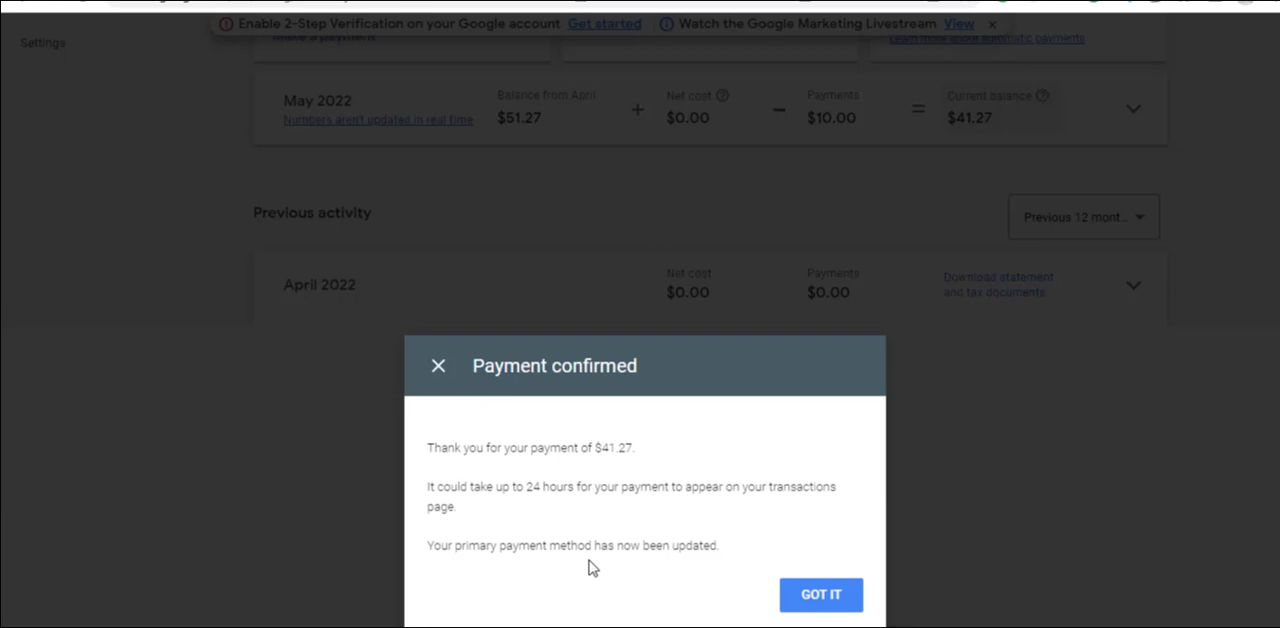 Enable 2-Step Verification on your Google account Get started Watch the Google Marketing Livestream View
Settings
Make a payment
Learn more about automatic payments
May 2022
Numbers aren't updated in real time
Balance from April
$51.27
+
Net cost
$0.00
−
Payments
$10.00
=
Current balance
$41.27
Previous activity
Previous 12 mont...
April 2022
Net cost
$0.00
Payments
$0.00
Download statement
and tax documents
Payment confirmed
Thank you for your payment of $41.27.
It could take up to 24 hours for your payment to appear on your transactions
page.
Your primary payment method has now been updated.
GOT IT